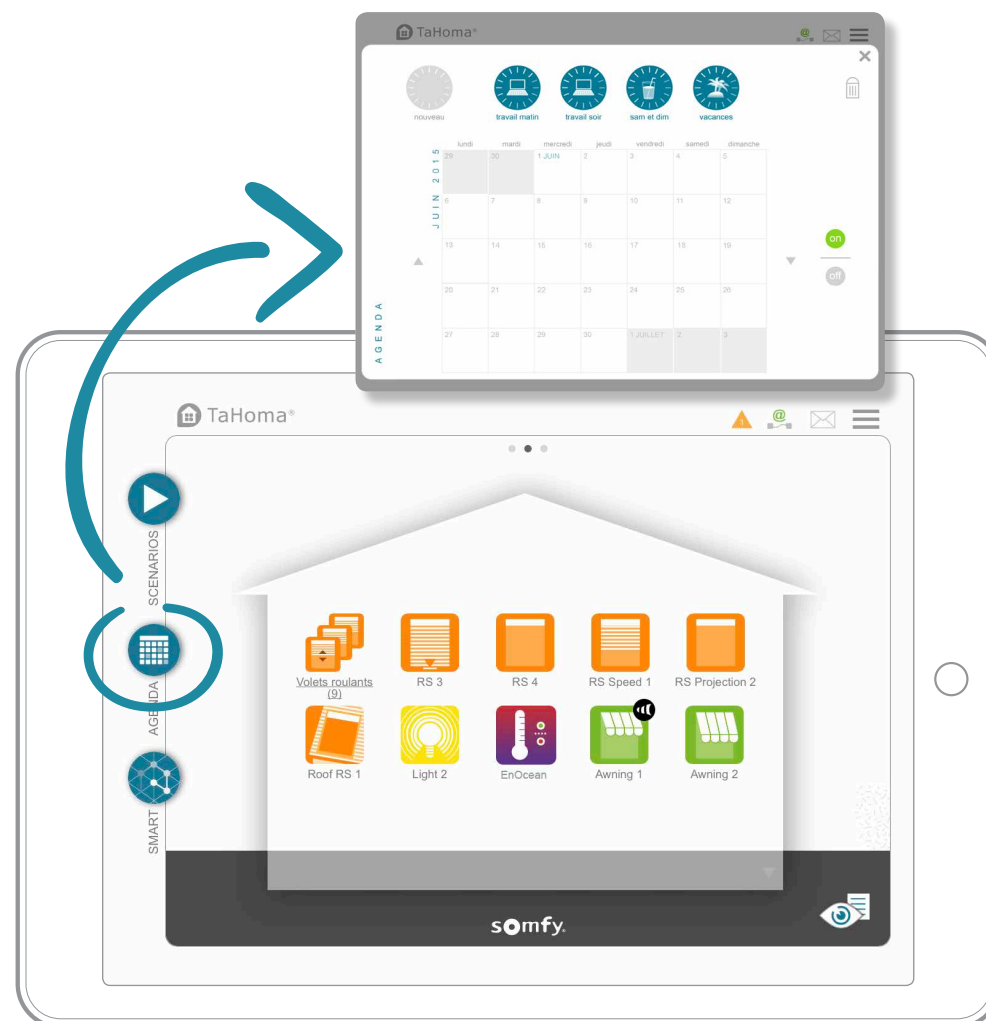 TaHoma®
@
nouveau
travail matin
travail soir
sam et dim
vacances
lundi mardi mercredi jeudi vendredi samedi dimanche
JUIN 2015
29 30 1 JUIN 2 3 4 5
6 7 8 9 10 11 12
13 14 15 16 17 18 19
20 21 22 23 24 25 26
27 28 29 30 1 JUILLET 2 3
on
off
AGENDA
TaHoma®
@
SCENARIOS
AGENDA
SMART
Volets roulants
(9)
RS 3
RS 4
RS Speed 1
RS Projection 2
Roof RS 1
Light 2
EnOcean
Awning 1
Awning 2
somfy.